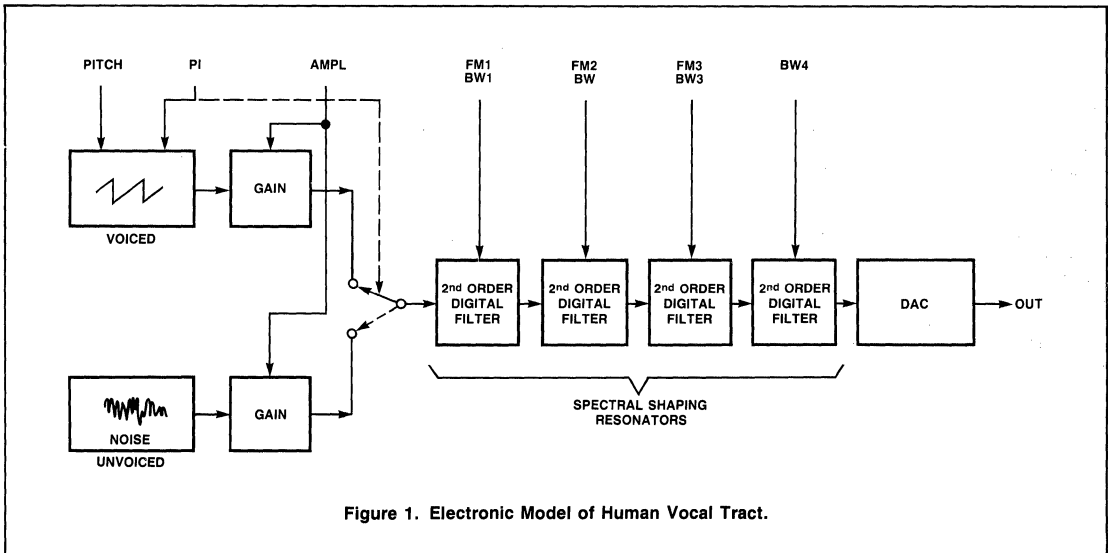 PITCH
PI
AMPL
FM1
BW1
FM2
BW
FM3
BW3
BW4
VOICED
GAIN
2nd ORDER
DIGITAL
FILTER
2nd ORDER
DIGITAL
FILTER
2nd ORDER
DIGITAL
FILTER
2nd ORDER
DIGITAL
FILTER
DAC
OUT
NOISE
UNVOICED
GAIN
SPECTRAL SHAPING
RESONATORS
Figure 1. Electronic Model of Human Vocal Tract.